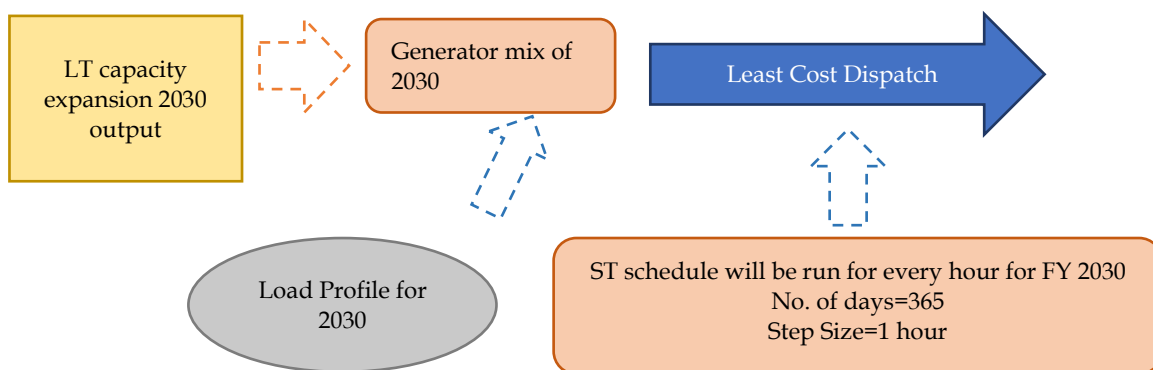 LT capacity
expansion 2030
output
Generator mix of
2030
Least Cost Dispatch
Load Profile for
2030
ST schedule will be run for every hour for FY 2030
No. of days=365
Step Size=1 hour